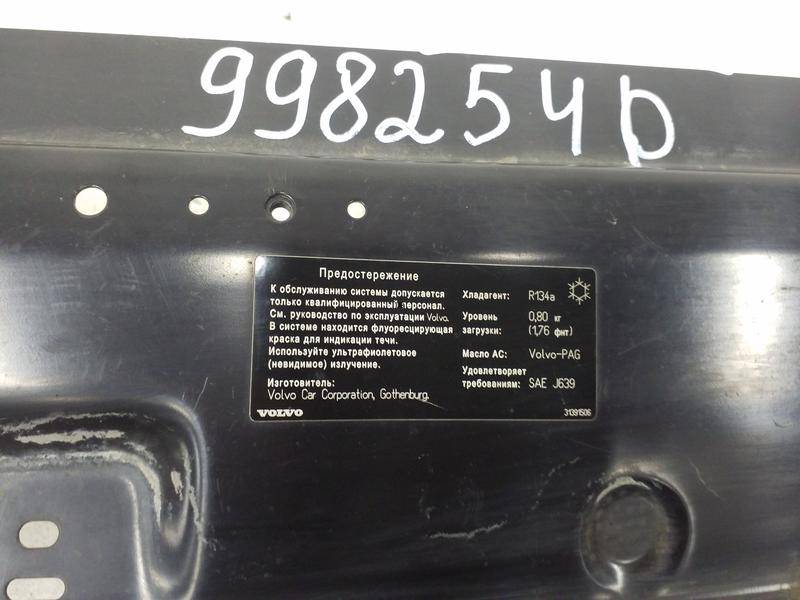 998254D
Предостережение
К обслуживанию системы допускается
только квалифицированный персонал.
См. руководство по эксплуатации Volvo.
В системе находится флуоресцирующая
краска для индикации течи.
Используйте ультрафиолетовое
(невидимое) излучение.
Изготовитель:
Volvo Car Corporation, Gothenburg.
VOLVO
Хладагент: R134a
Уровень 0,80 кг
загрузки: (1,76 фнт)
Масло АС: Volvo-PAG
Удовлетворяет
требованиям: SAE J639
31391506